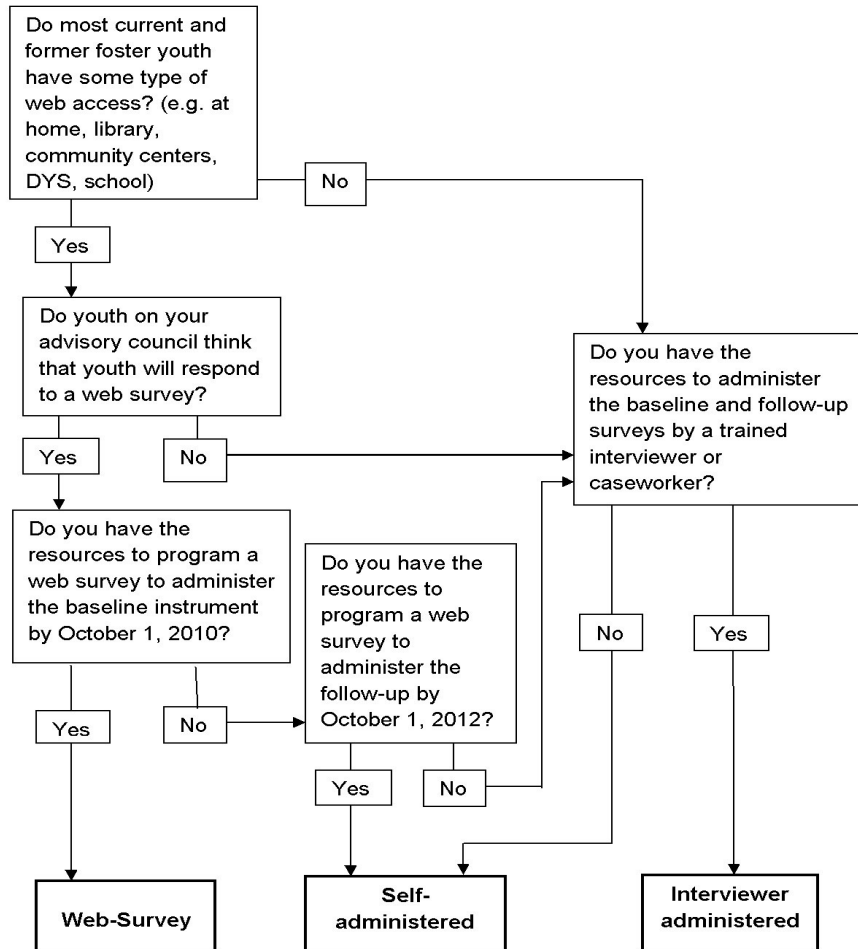 Do most current and
former foster youth
have some type of
web access? (e.g. at
home, library,
community centers,
DYS, school)
No
Yes
Do youth on your
advisory council think
that youth will respond
to a web survey?
Do you have the
resources to administer
the baseline and follow-up
surveys by a trained
interviewer or
caseworker?
Yes
No
Do you have the
resources to program a
web survey to administer
the baseline instrument
by October 1, 2010?
Do you have the
resources to
program a web
survey to
administer the
follow-up by
October 1, 2012?
No
Yes
Yes
No
Yes
No
Web-Survey
Self-
administered
Interviewer
administered